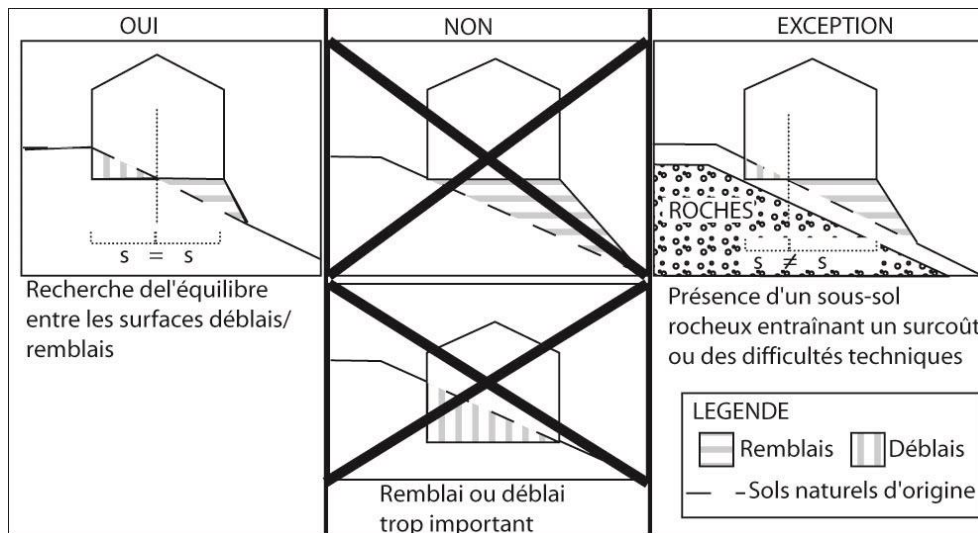 OUI
s = s
Recherche del'équilibre
entre les surfaces déblais/
remblais
NON
Remblai ou déblai
trop important
EXCEPTION
ROCHES
s ≠ s
Présence d'un sous-sol
rocheux entraînant un surcoût
ou des difficultés techniques
LEGENDE
Remblais
Déblais
Sols naturels d'origine